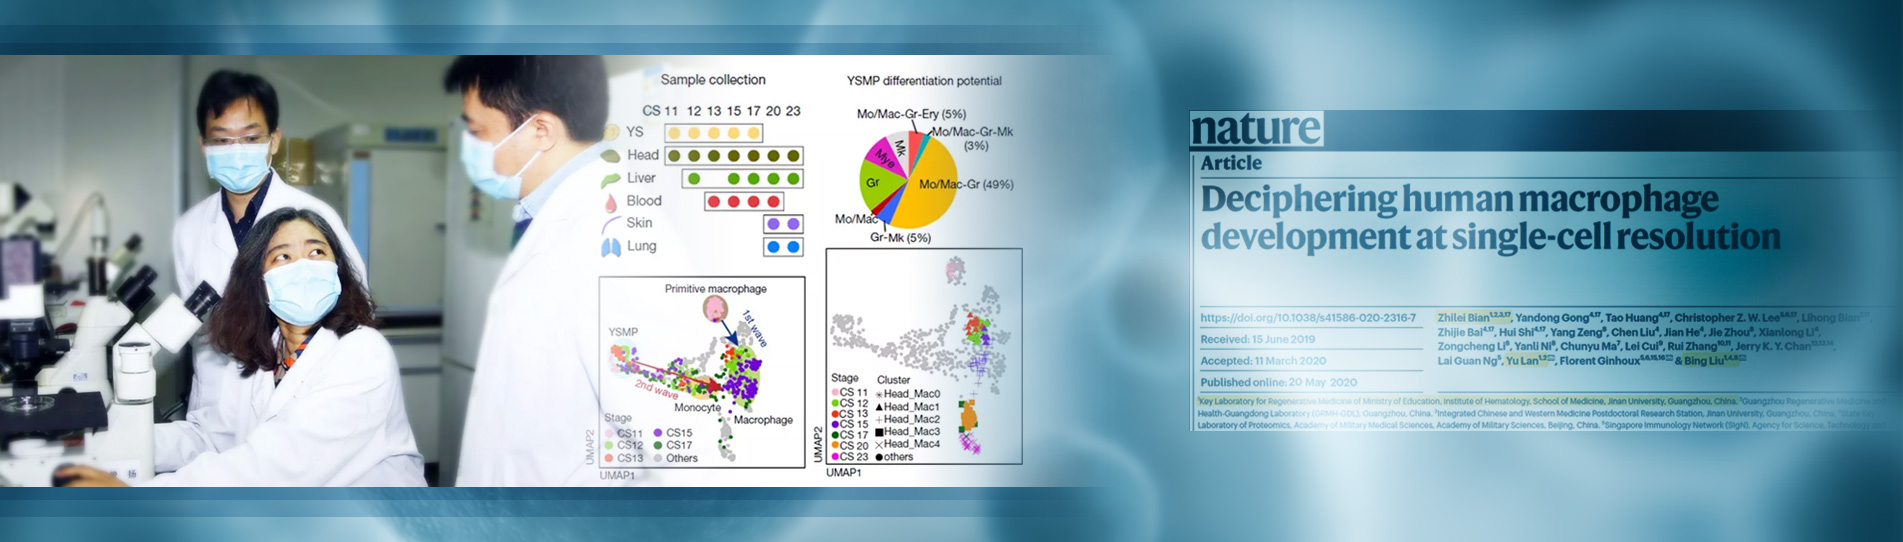 Sample collection
CS 11 12 13 15 17 20 23
YS
Head
Liver
Blood
Skin
Lung
YSMP differentiation potential
Mo/Mac-Gr-Ery (5%)
Mo/Mac-Gr-Mk
(3%)
Mk
Mye
Gr
Mo/Mac-Gr (49%)
Mo/Mac
Gr-Mk (5%)
Primitive macrophage
YSMP
1st wave
2nd wave
Monocyte
Macrophage
Stage
CS11 CS15
CS12 CS17
CS13 Others
UMAP2
UMAP1
Stage Cluster
CS 11 Head_Mac0
CS 12 Head_Mac1
CS 13 Head_Mac2
CS 15 Head_Mac3
CS 17 Head_Mac4
CS 20 others
CS 23
UMAP2
UMAP1
nature
Article
Deciphering human macrophage
development at single-cell resolution
https://doi.org/10.1038/s41586-020-2316-7
Received: 15 June 2019
Accepted: 11 March 2020
Published online: 20 May 2020
Zhilei Bian, Yandong Gong, Tao Huang, Christopher Z. W. Lee, Lihong Bian,
Zhijie Bai, Hui Shi, Yang Zeng, Chen Liu, Jian He, Jie Zhou, Xianlong Li,
Zongcheng Li, Yanli Ni, Chunyu Ma, Lei Cui, Rui Zhang, Jerry K. Y. Chan,
Lai Guan Ng, Yu Lan, Florent Ginhoux & Bing Liu
Key Laboratory for Regenerative Medicine of Ministry of Education, Institute of Hematology, School of Medicine, Jinan University, Guangzhou, China. Guangzhou Regenerative Medicine and
Health-Guangdong Laboratory (GRMH-GDL), Guangzhou, China. Integrated Chinese and Western Medicine Postdoctoral Research Station, Jinan University, Guangzhou, China. State Key
Laboratory of Proteomics, Academy of Military Medical Sciences, Academy of Military Sciences, Beijing, China. Singapore Immunology Network (SIgN), Agency for Science, Technology and